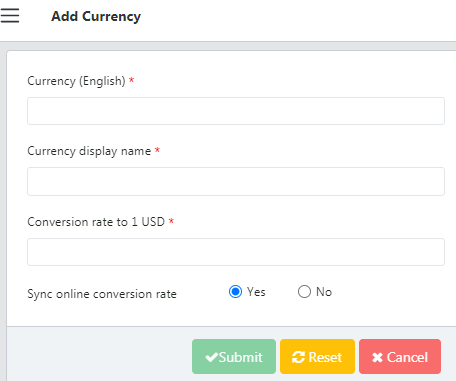 Add Currency
Currency (English) *
Currency display name *
Conversion rate to 1 USD *
Sync online conversion rate Yes No
Submit Reset Cancel